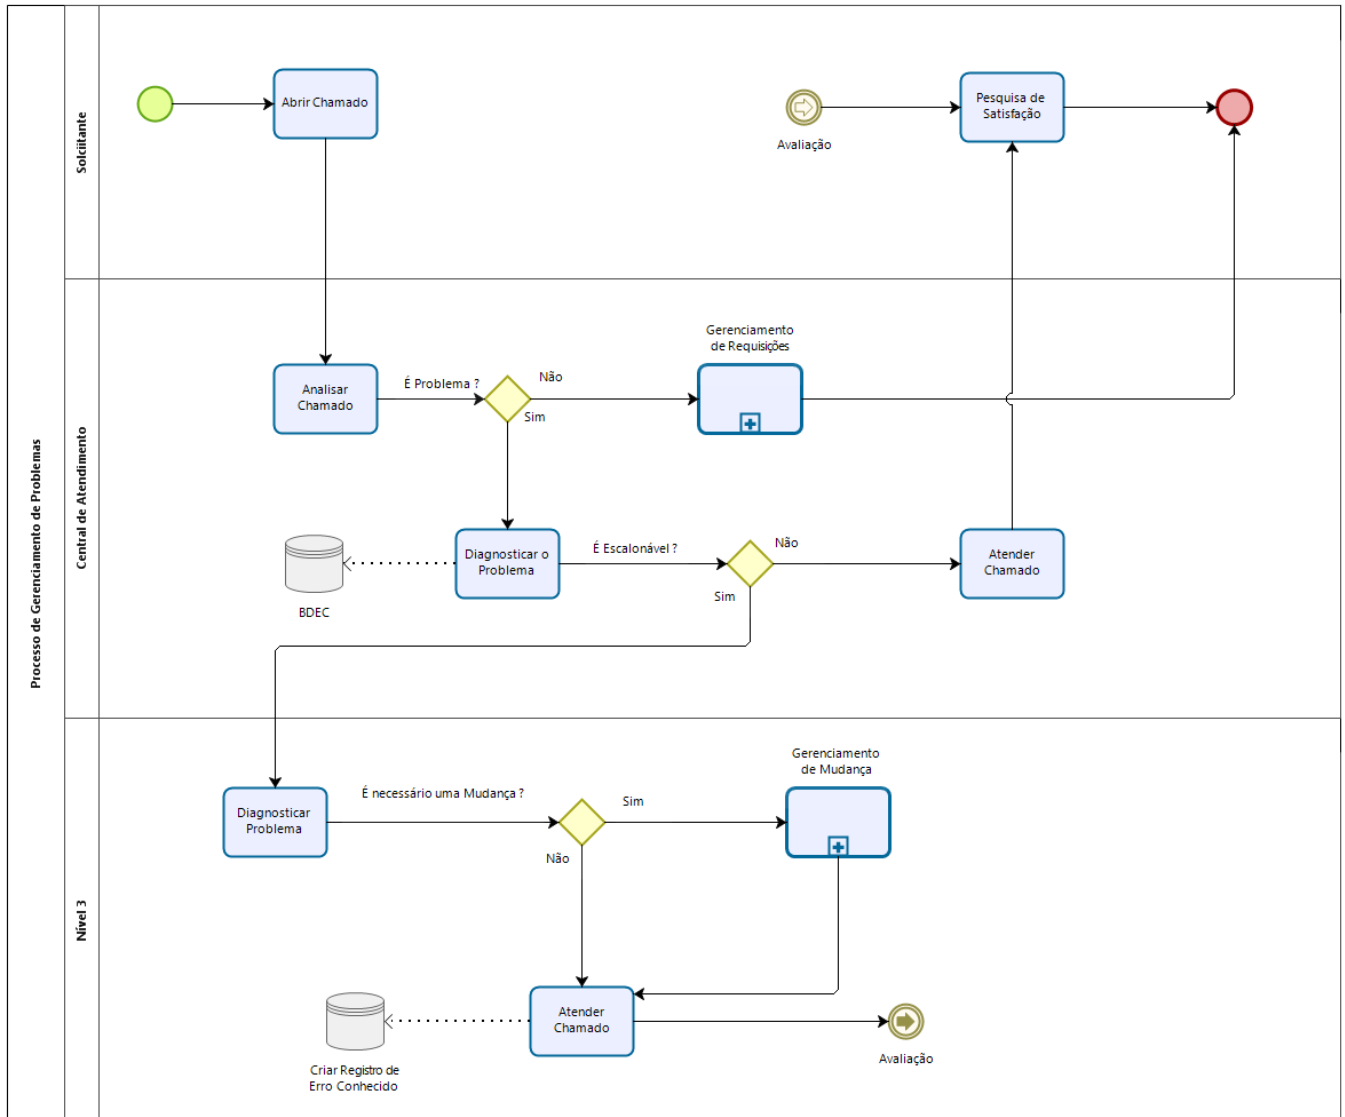 Processo de Gerenciamento de Problemas
Solciitante
Abrir Chamado
Avaliação
Pesquisa de
Satisfação
Central de Atendimento
Analisar
Chamado
É Problema ?
Não
Sim
Gerenciamento
de Requisições
BDEC
Diagnosticar o
Problema
É Escalonável ?
Não
Sim
Atender
Chamado
Nível 3
Diagnosticar
Problema
É necessário uma Mudança ?
Sim
Não
Gerenciamento
de Mudança
Criar Registro de
Erro Conhecido
Atender
Chamado
Avaliação